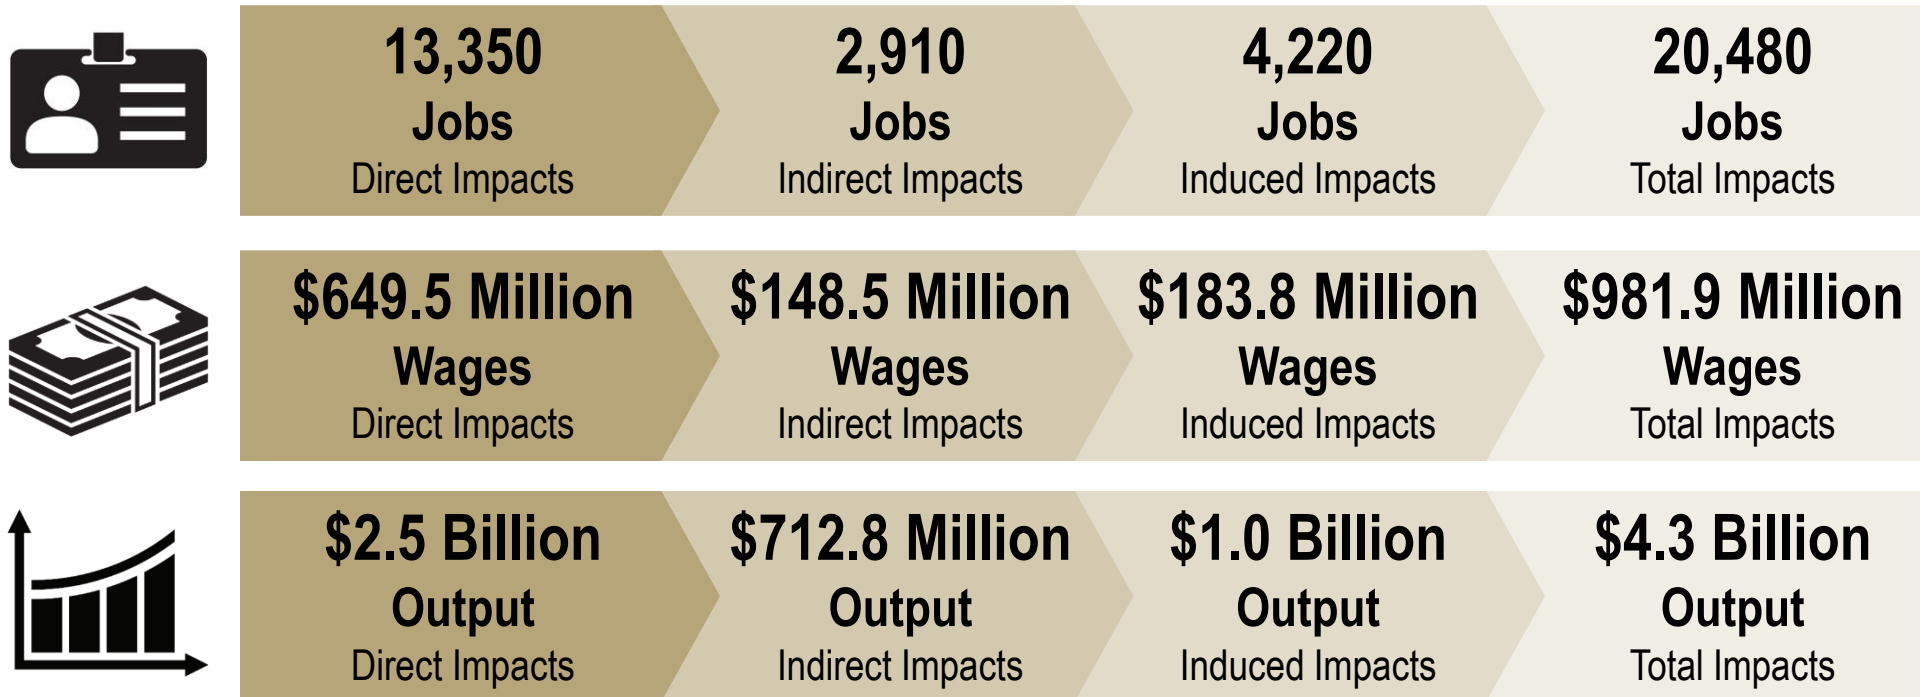 13,350
Jobs
Direct Impacts
2,910
Jobs
Indirect Impacts
4,220
Jobs
Induced Impacts
20,480
Jobs
Total Impacts
$649.5 Million
Wages
Direct Impacts
$148.5 Million
Wages
Indirect Impacts
$183.8 Million
Wages
Induced Impacts
$981.9 Million
Wages
Total Impacts
$2.5 Billion
Output
Direct Impacts
$712.8 Million
Output
Indirect Impacts
$1.0 Billion
Output
Induced Impacts
$4.3 Billion
Output
Total Impacts